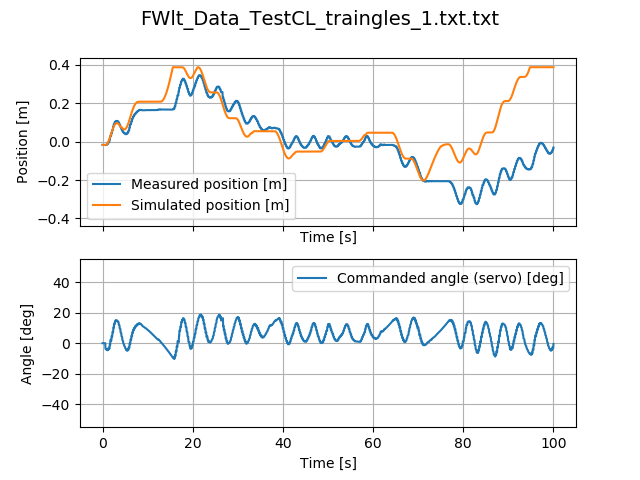 FWlt_Data_TestCL_traingles_1.txt.txt
0.4
0.2
0.0
−0.2
−0.4
Position [m]
Measured position [m]
Simulated position [m]
Time [s]
40
20
0
−20
−40
Angle [deg]
Commanded angle (servo) [deg]
0 20 40 60 80 100
Time [s]